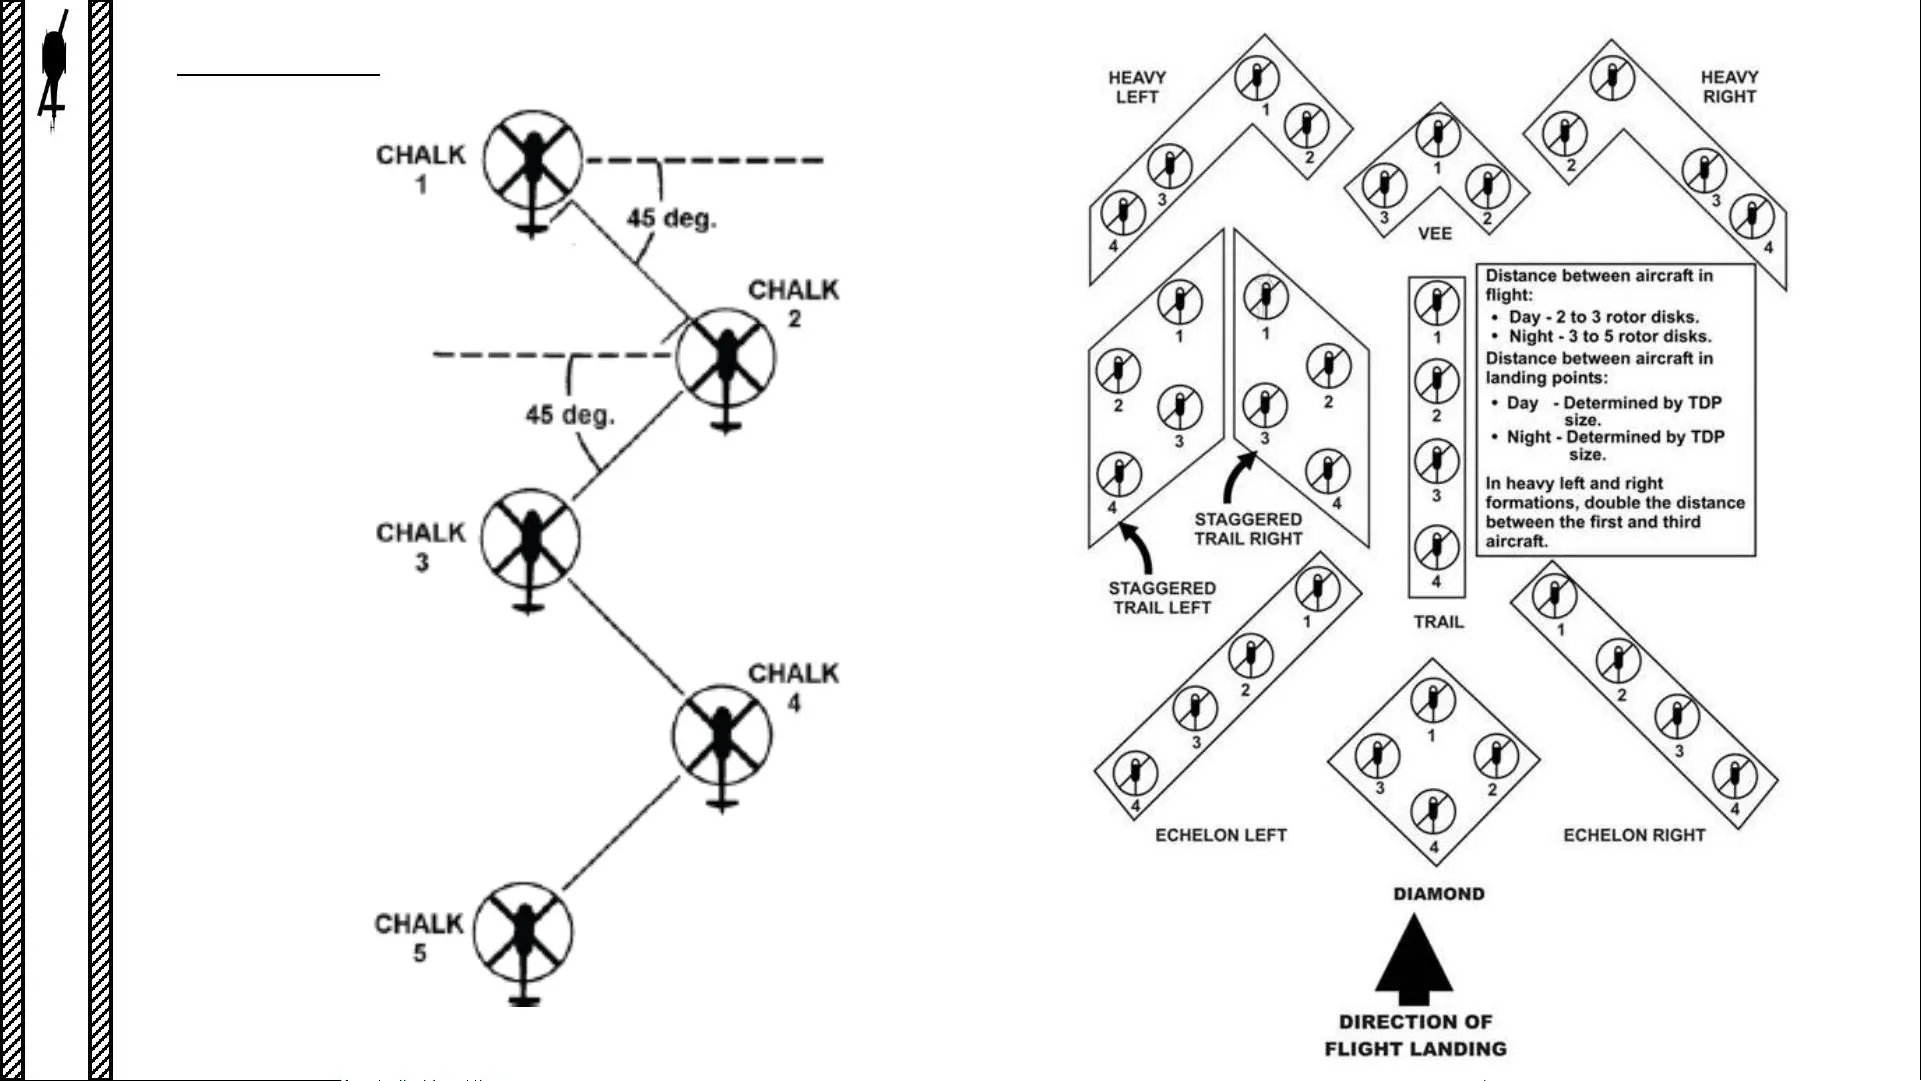 CHALK
1
45 deg.
CHALK
2
45 deg.
CHALK
3
CHALK
4
CHALK
5
HEAVY
LEFT
1
2
3
4
1
3
2
VEE
HEAVY
RIGHT
2
3
4
1
2
3
4
STAGGERED
TRAIL LEFT
1
2
3
4
STAGGERED
TRAIL RIGHT
1
2
3
4
TRAIL
Distance between aircraft in
flight:
• Day - 2 to 3 rotor disks.
• Night - 3 to 5 rotor disks.
Distance between aircraft in
landing points:
• Day - Determined by TDP
size.
• Night - Determined by TDP
size.
In heavy left and right
formations, double the distance
between the first and third
aircraft.
1
2
3
4
ECHELON LEFT
1
3
2
4
DIAMOND
1
2
3
4
ECHELON RIGHT
DIRECTION OF
FLIGHT LANDING